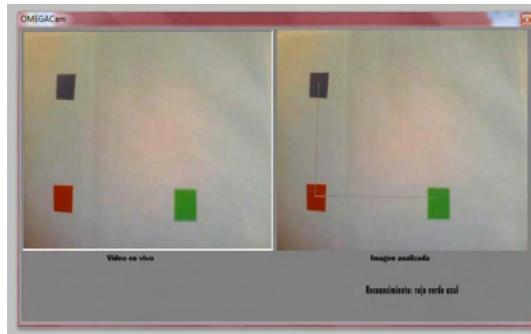 OMEGACam
Video en vivo
Imagen analizada
Reconocimiento: rojo verde azul